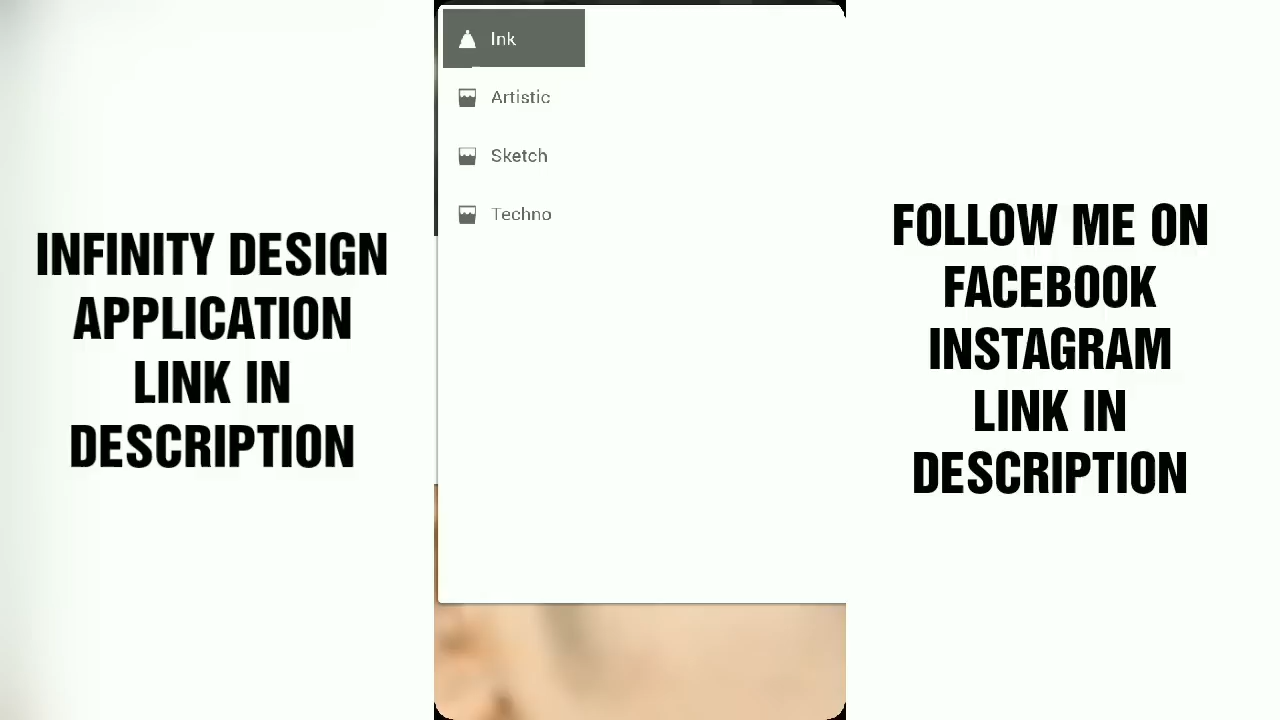 INFINITY DESIGN
APPLICATION
LINK IN
DESCRIPTION
Ink
Artistic
Sketch
Techno
FOLLOW ME ON
FACEBOOK
INSTAGRAM
LINK IN
DESCRIPTION